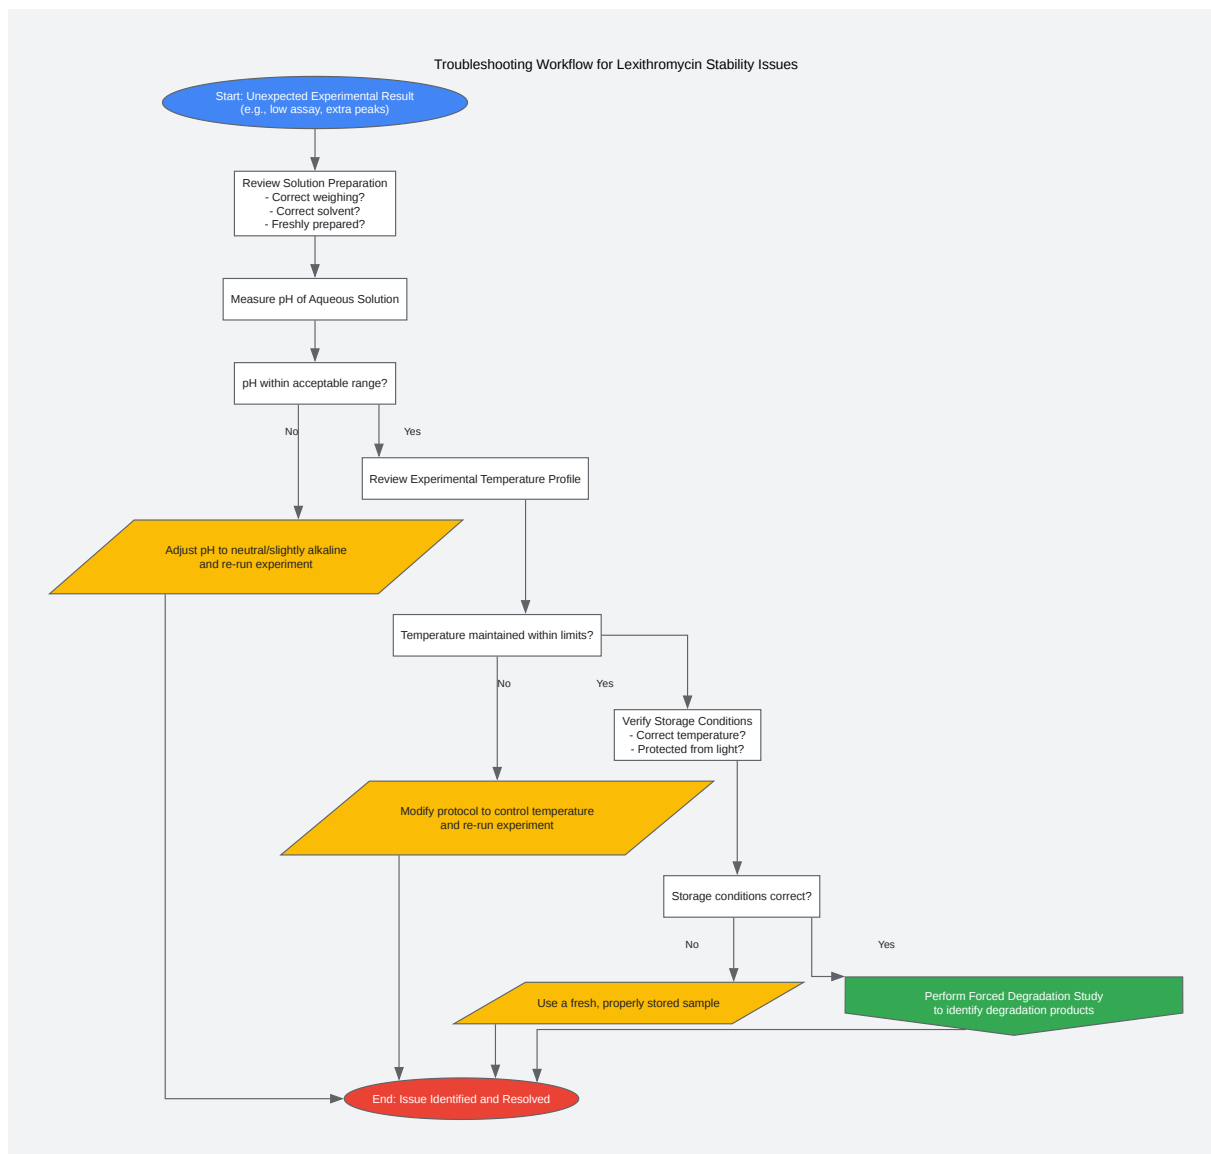 Troubleshooting Workflow for Lexithromycin Stability Issues
Start: Unexpected Experimental Result
(e.g., low assay, extra peaks)
Review Solution Preparation
- Correct weighing?
- Correct solvent?
- Freshly prepared?
Measure pH of Aqueous Solution
pH within acceptable range?
No
Yes
Review Experimental Temperature Profile
Adjust pH to neutral/slightly alkaline
and re-run experiment
Temperature maintained within limits?
No
Yes
Verify Storage Conditions
- Correct temperature?
- Protected from light?
Modify protocol to control temperature
and re-run experiment
Storage conditions correct?
No
Yes
Use a fresh, properly stored sample
Perform Forced Degradation Study
to identify degradation products
End: Issue Identified and Resolved